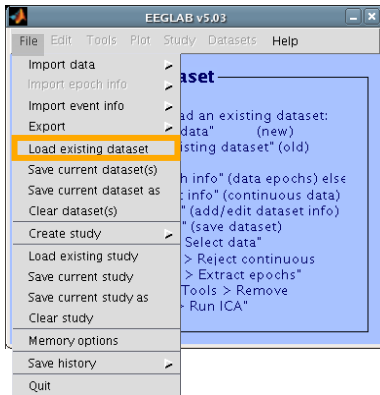 EEGLAB v5.03
File Edit Tools Plot Study Datasets Help
Import data
Import epoch info
Import event info
Export
Load existing dataset
Save current dataset(s)
Save current dataset as
Clear dataset(s)
Create study
Load existing study
Save current study
Save current study as
Clear study
Memory options
Save history
Quit
aset
ad an existing dataset:
data" (new)
isting dataset" (old)
h info" (data epochs) else
t info" (continuous data)
" (add/edit dataset info)
" (save dataset)
Select data"
> Reject continuous
> Extract epochs"
Tools > Remove
> Run ICA"